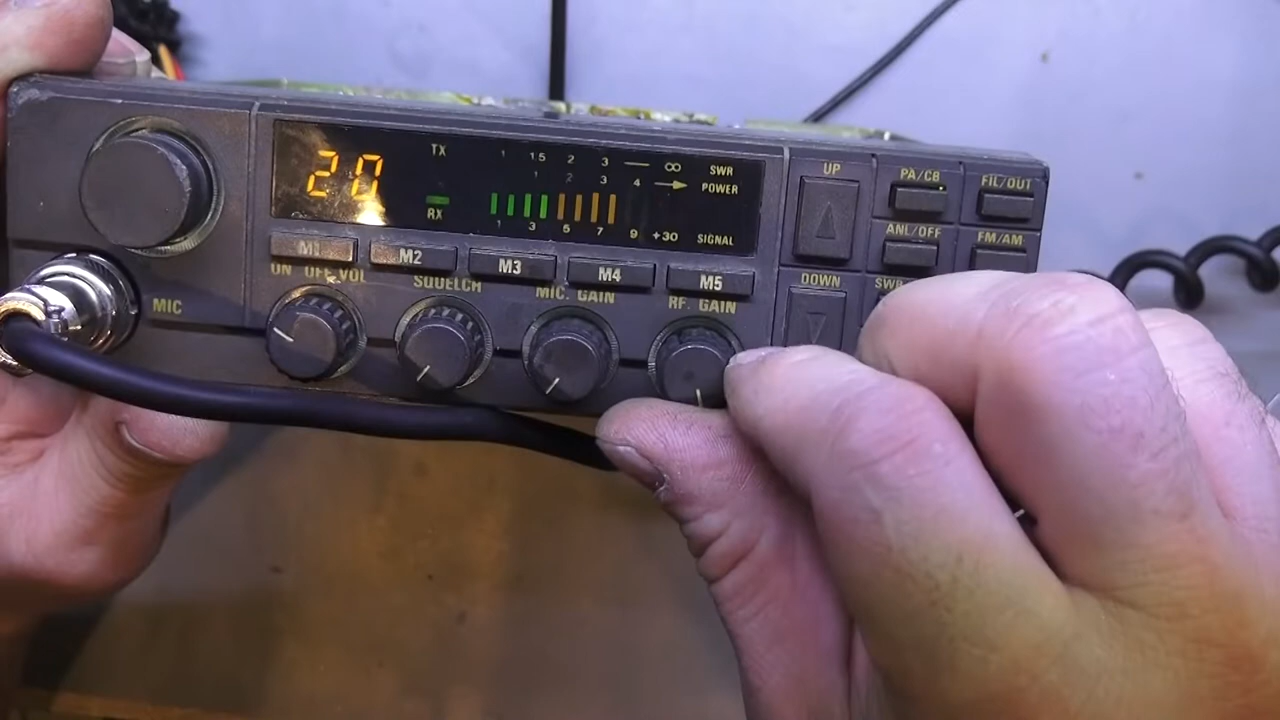 20
TX
1 1.5 2 3 ∞ SWR
1 2 3 4 POWER
RX
1 3 5 7 9 +30 SIGNAL
UP
PA/CB
FIL/OUT
ANL/OFF
FM/AM
M1 M2 M3 M4 M5
DOWN
SWR
MIC
ON OFF VOL
SQUELCH
MIC. GAIN
RF. GAIN